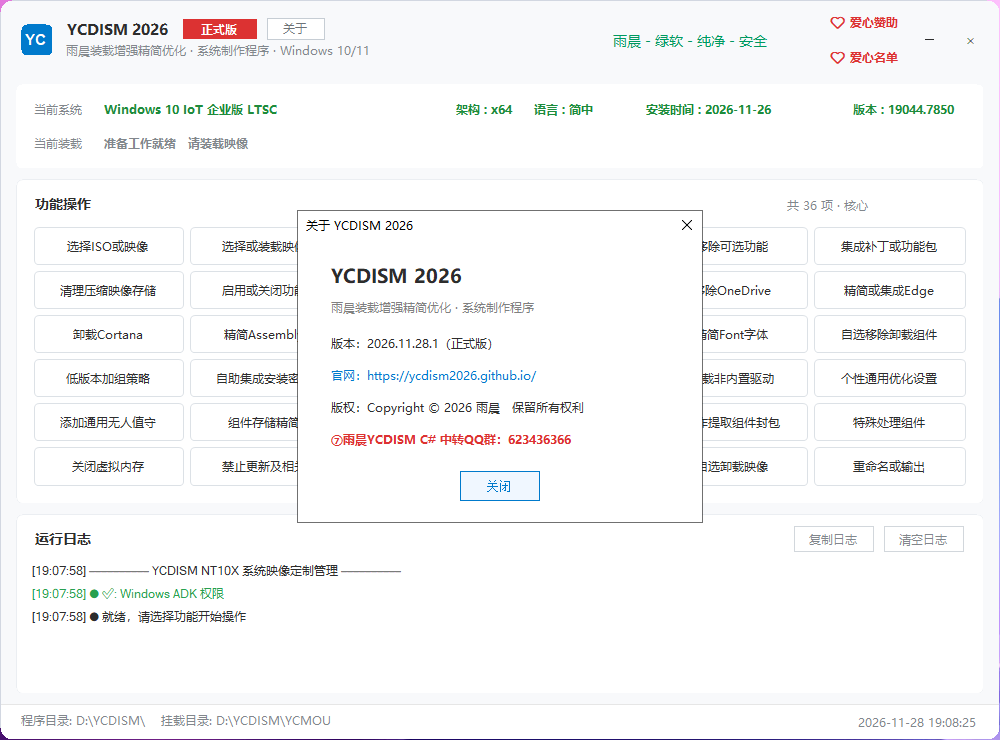 YC
YCDISM 2026 正式版 关于
雨晨装载增强精简优化 · 系统制作程序 · Windows 10/11
雨晨 - 绿软 - 纯净 - 安全
爱心赞助
爱心名单
当前系统 Windows 10 IoT 企业版 LTSC 架构：x64 语言：简中 安装时间：2026-11-26 版本：19044.7850
当前装载 准备工作就绪 请装载映像
功能操作 共 36 项 · 核心
选择ISO或映像 选择或装载映 移除可选功能 集成补丁或功能包
清理压缩映像存储 启用或关闭功 OneDrive 精简或集成Edge
卸载Cortana 精简Assembl Font字体 自选移除卸载组件
低版本加组策略 自助集成安装密 载非内置驱动 个性通用优化设置
添加通用无人值守 组件存储精简 提取组件封包 特殊处理组件
关闭虚拟内存 禁止更新及相 自选卸载映像 重命名或输出
关于 YCDISM 2026
YCDISM 2026
雨晨装载增强精简优化 · 系统制作程序
版本：2026.11.28.1（正式版）
官网：https://ycdism2026.github.io/
版权：Copyright © 2026 雨晨 保留所有权利
⑦雨晨YCDISM C# 中转QQ群：623436366
关闭
运行日志 复制日志 清空日志
[19:07:58] ————— YCDISM NT10X 系统映像定制管理 —————
[19:07:58] ● ✅: Windows ADK 权限
[19:07:58] ● 就绪，请选择功能开始操作
程序目录: D:\YCDISM\ 挂载目录: D:\YCDISM\YCMOU 2026-11-28 19:08:25